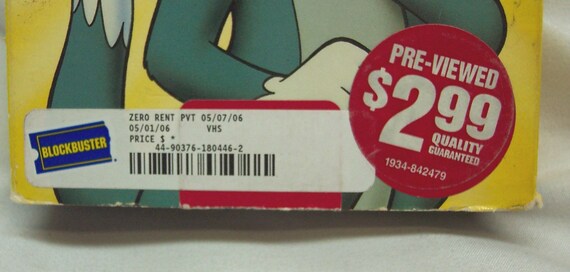 BLOCKBUSTER
ZERO RENT PVT 05/07/06
05/01/06 VHS
PRICE $ *
44-90376-180446-2
PRE-VIEWED
$2.99
QUALITY
GUARANTEED
1934-842479